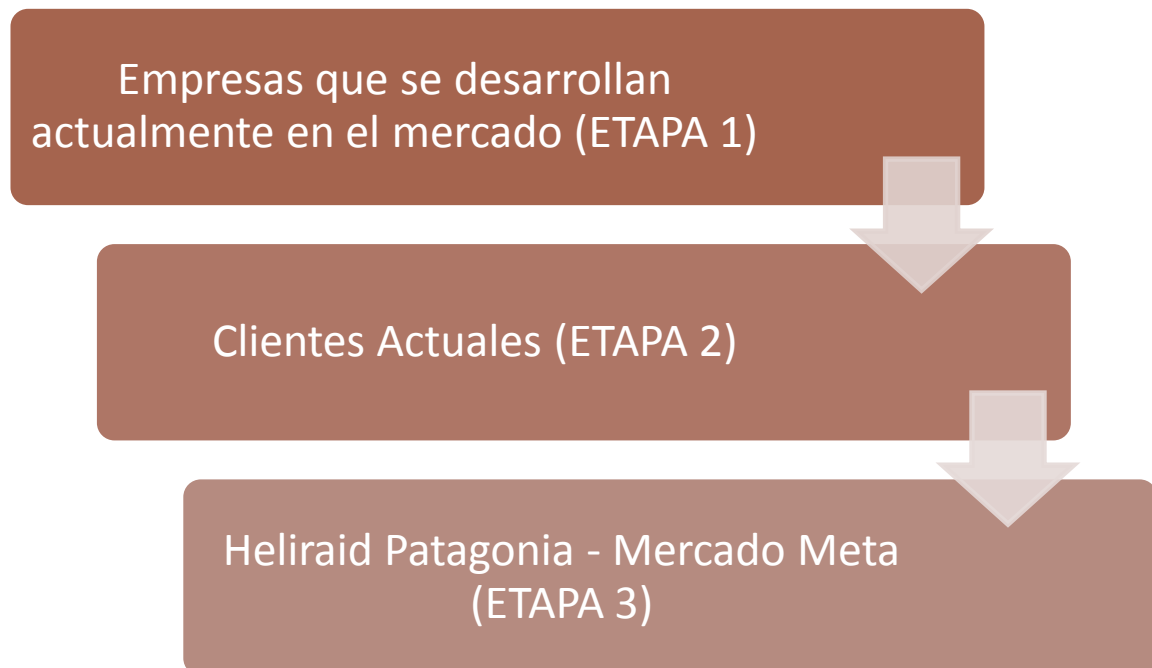 Empresas que se desarrollan
actualmente en el mercado (ETAPA 1)
Clientes Actuales (ETAPA 2)
Heliraid Patagonia - Mercado Meta
(ETAPA 3)